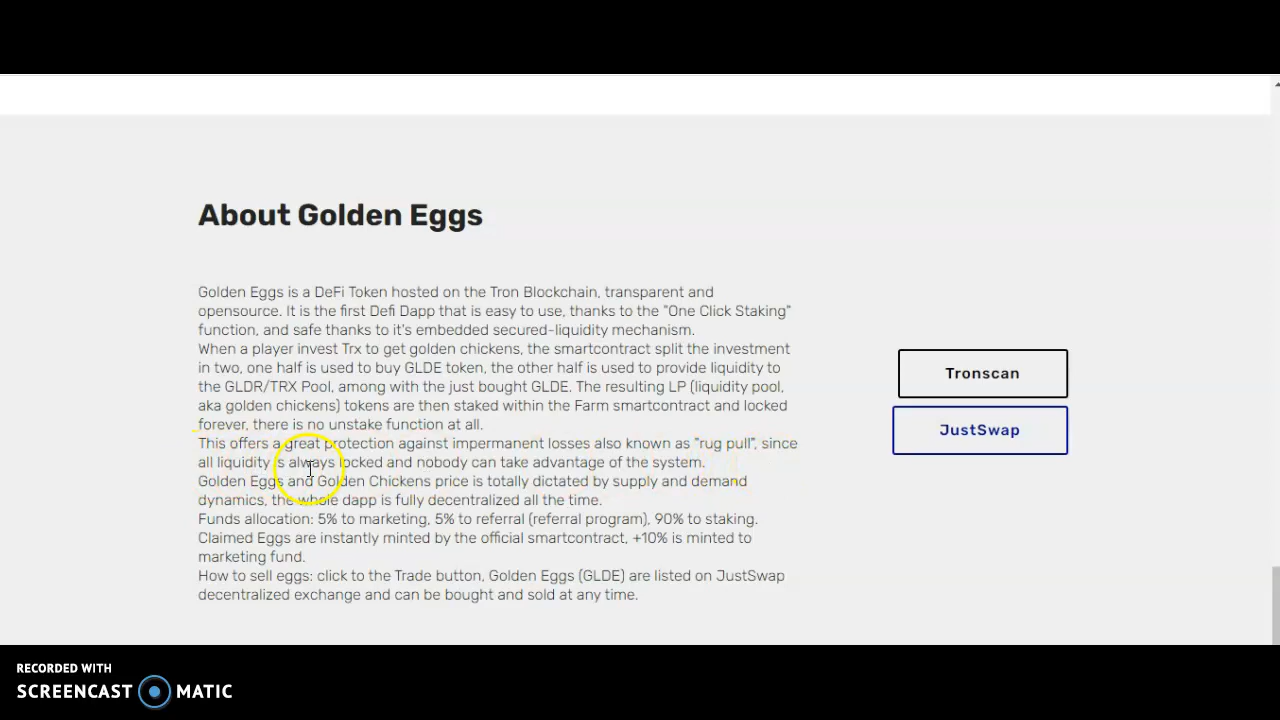 About Golden Eggs
Golden Eggs is a DeFi Token hosted on the Tron Blockchain, transparent and
opensource. It is the first Defi Dapp that is easy to use, thanks to the "One Click Staking"
function, and safe thanks to it's embedded secured-liquidity mechanism.
When a player invest Trx to get golden chickens, the smartcontract split the investment
in two, one half is used to buy GLDE token, the other half is used to provide liquidity to
the GLDR/TRX Pool, among with the just bought GLDE. The resulting LP (liquidity pool,
aka golden chickens) tokens are then staked within the Farm smartcontract and locked
forever, there is no unstake function at all.
This offers a great protection against impermanent losses also known as "rug pull", since
all liquidity is always locked and nobody can take advantage of the system.
Golden Eggs and Golden Chickens price is totally dictated by supply and demand
dynamics, the whole dapp is fully decentralized all the time.
Funds allocation: 5% to marketing, 5% to referral (referral program), 90% to staking.
Claimed Eggs are instantly minted by the official smartcontract, +10% is minted to
marketing fund.
How to sell eggs: click to the Trade button, Golden Eggs (GLDE) are listed on JustSwap
decentralized exchange and can be bought and sold at any time.
Tronscan
JustSwap
RECORDED WITH
SCREENCAST MATIC